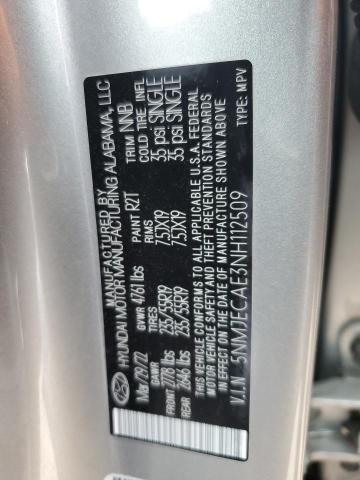 MANUFACTURED BY
HYUNDAI MOTOR MANUFACTURING ALABAMA, LLC
Mar/29/22 GVWR 4761 lbs PAINT R2T TRIM NNB
GAWR RIMS COLD TIRE INFL
FRONT 2778 lbs 235/55R19 7.5JX19 35 psi SINGLE
REAR 2646 lbs 235/55R19 7.5JX19 35 psi SINGLE
THIS VEHICLE CONFORMS TO ALL APPLICABLE U.S.A. FEDERAL
MOTOR VEHICLE SAFETY, BUMPER, AND THEFT PREVENTION
STANDARDS IN EFFECT ON THE DATE OF MANUFACTURE SHOWN ABOVE
V.I.N : 5NMJECAE3NH112509 TYPE: MPV